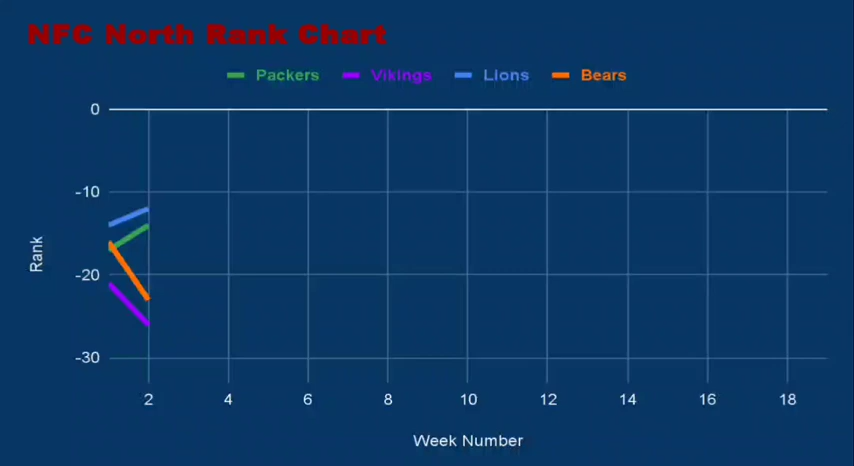 NFC North Rank Chart
Packers Vikings Lions Bears
0
-10
-20
-30
Rank
2 4 6 8 10 12 14 16 18
Week Number